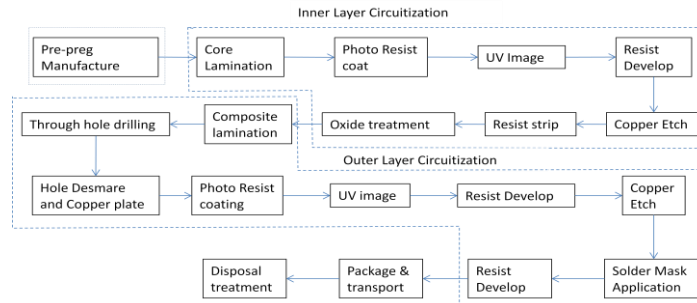 Inner Layer Circuitization
Pre-preg
Manufacture
Core
Lamination
Photo Resist
coat
UV Image
Resist
Develop
Copper Etch
Resist strip
Oxide treatment
Composite
lamination
Through hole drilling
Outer Layer Circuitization
Hole Desmare
and Copper plate
Photo Resist
coating
UV image
Resist Develop
Copper
Etch
Solder Mask
Application
Resist
Develop
Package &
transport
Disposal
treatment